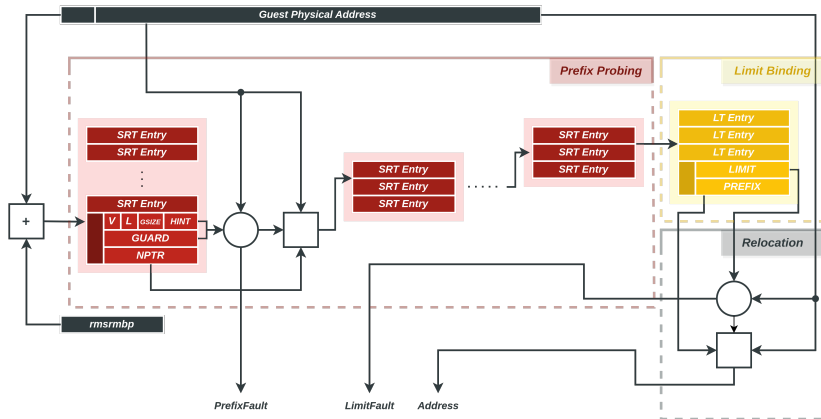 Guest Physical Address
Prefix Probing
Limit Binding
SRT Entry
SRT Entry
SRT Entry
V L GSIZE HINT
GUARD
NPTR
SRT Entry
SRT Entry
SRT Entry
SRT Entry
SRT Entry
SRT Entry
LT Entry
LT Entry
LT Entry
LIMIT
PREFIX
+
Relocation
rmsrmbp
PrefixFault
LimitFault
Address